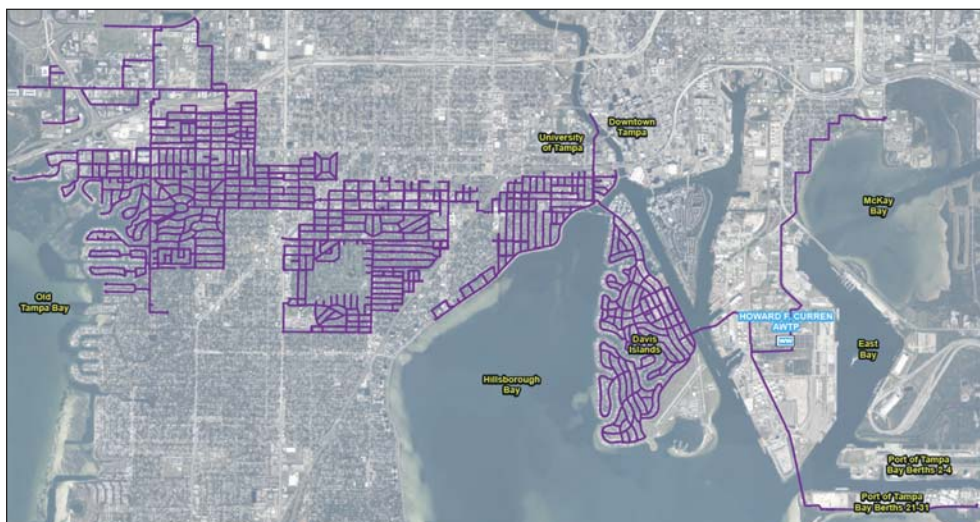 Downtown
Tampa
University
of Tampa
McKay
Bay
Old
Tampa Bay
HOWARD F. CURREN
AWTP
Davis
Islands
East
Bay
Hillsborough
Bay
Port of Tampa
Bay Berths 2-4
Port of Tampa
Bay Berths 21-31